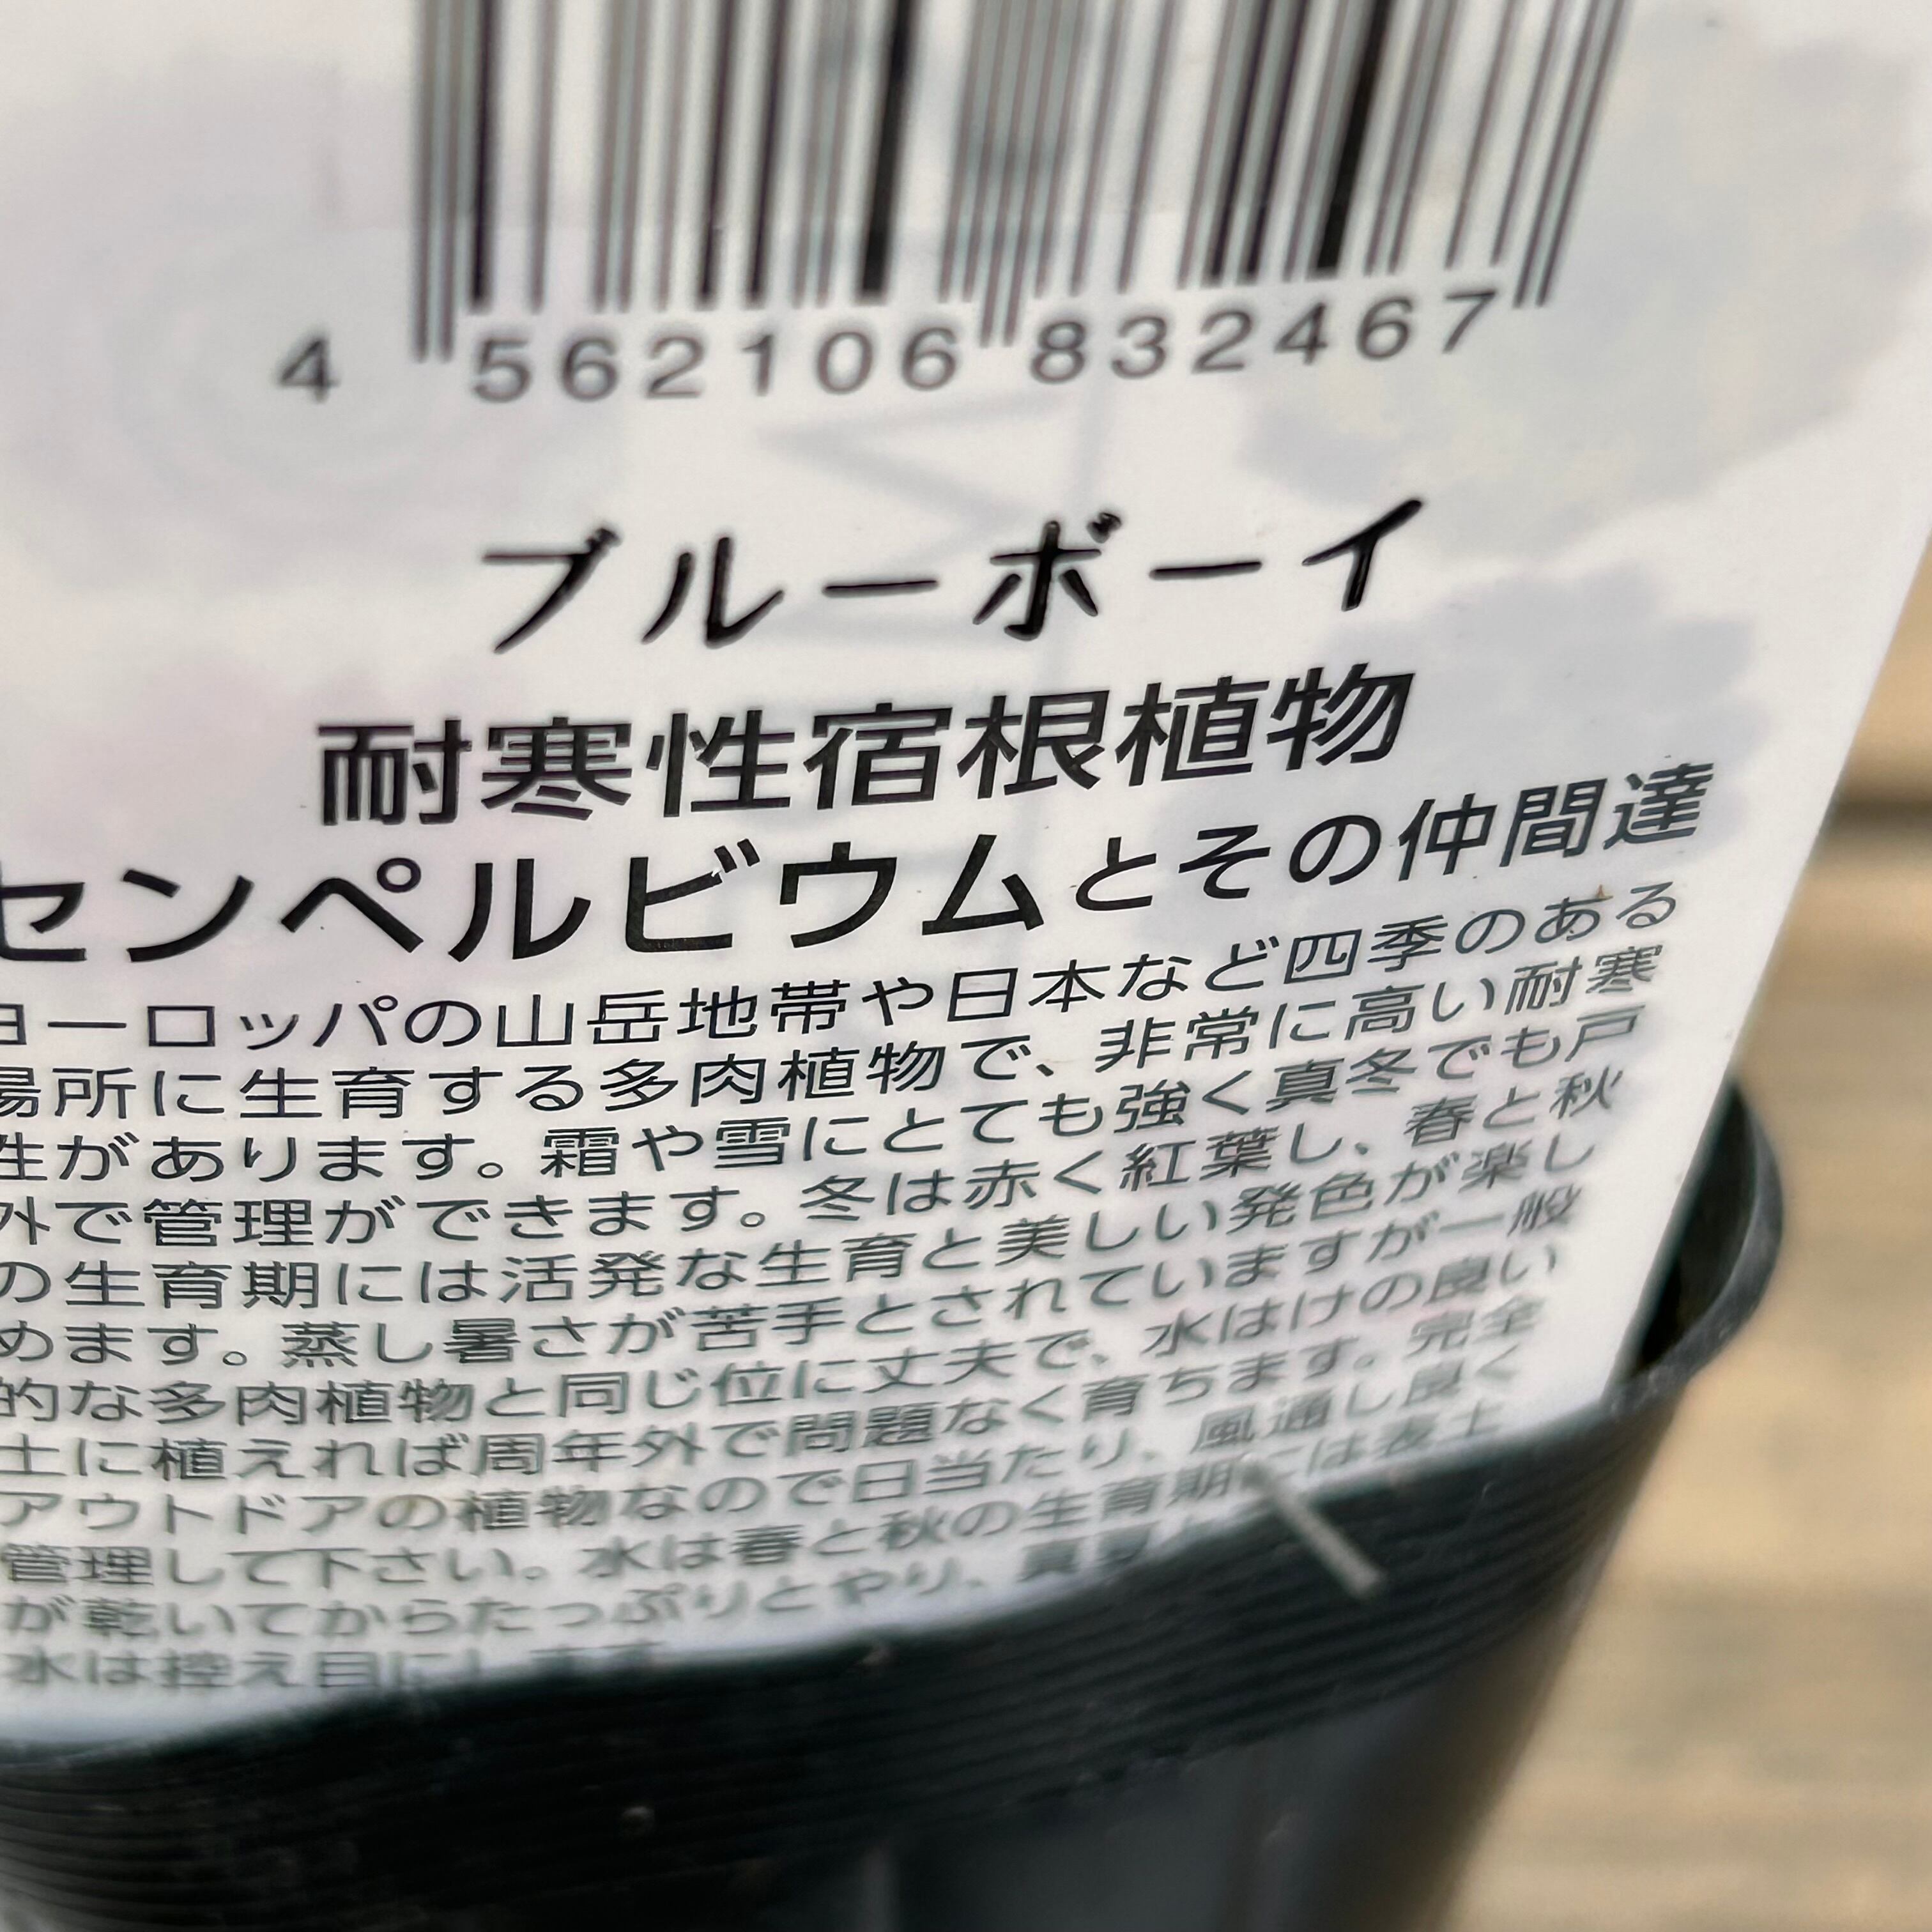 4 562106 832467
ブルーボーイ
耐寒性宿根植物
センペルビウムとその仲間達
ヨーロッパの山岳地帯や日本など四季のある
場所に生育する多肉植物で、非常に高い耐寒
性があります。霜や雪にとても強く真冬でも戸
外で管理ができます。冬は赤く紅葉し、春と秋
の生育期には活発な生育と美しい発色が楽し
めます。蒸し暑さが苦手とされていますが一般
的な多肉植物と同じ位に丈夫で、水はけの良い
土に植えれば周年外で問題なく育ちます。完全
アウトドアの植物なので日当たり、風通し良く
管理して下さい。水は春と秋の生育期には表土
が乾いてからたっぷりとやり、真夏
水は控え目にします